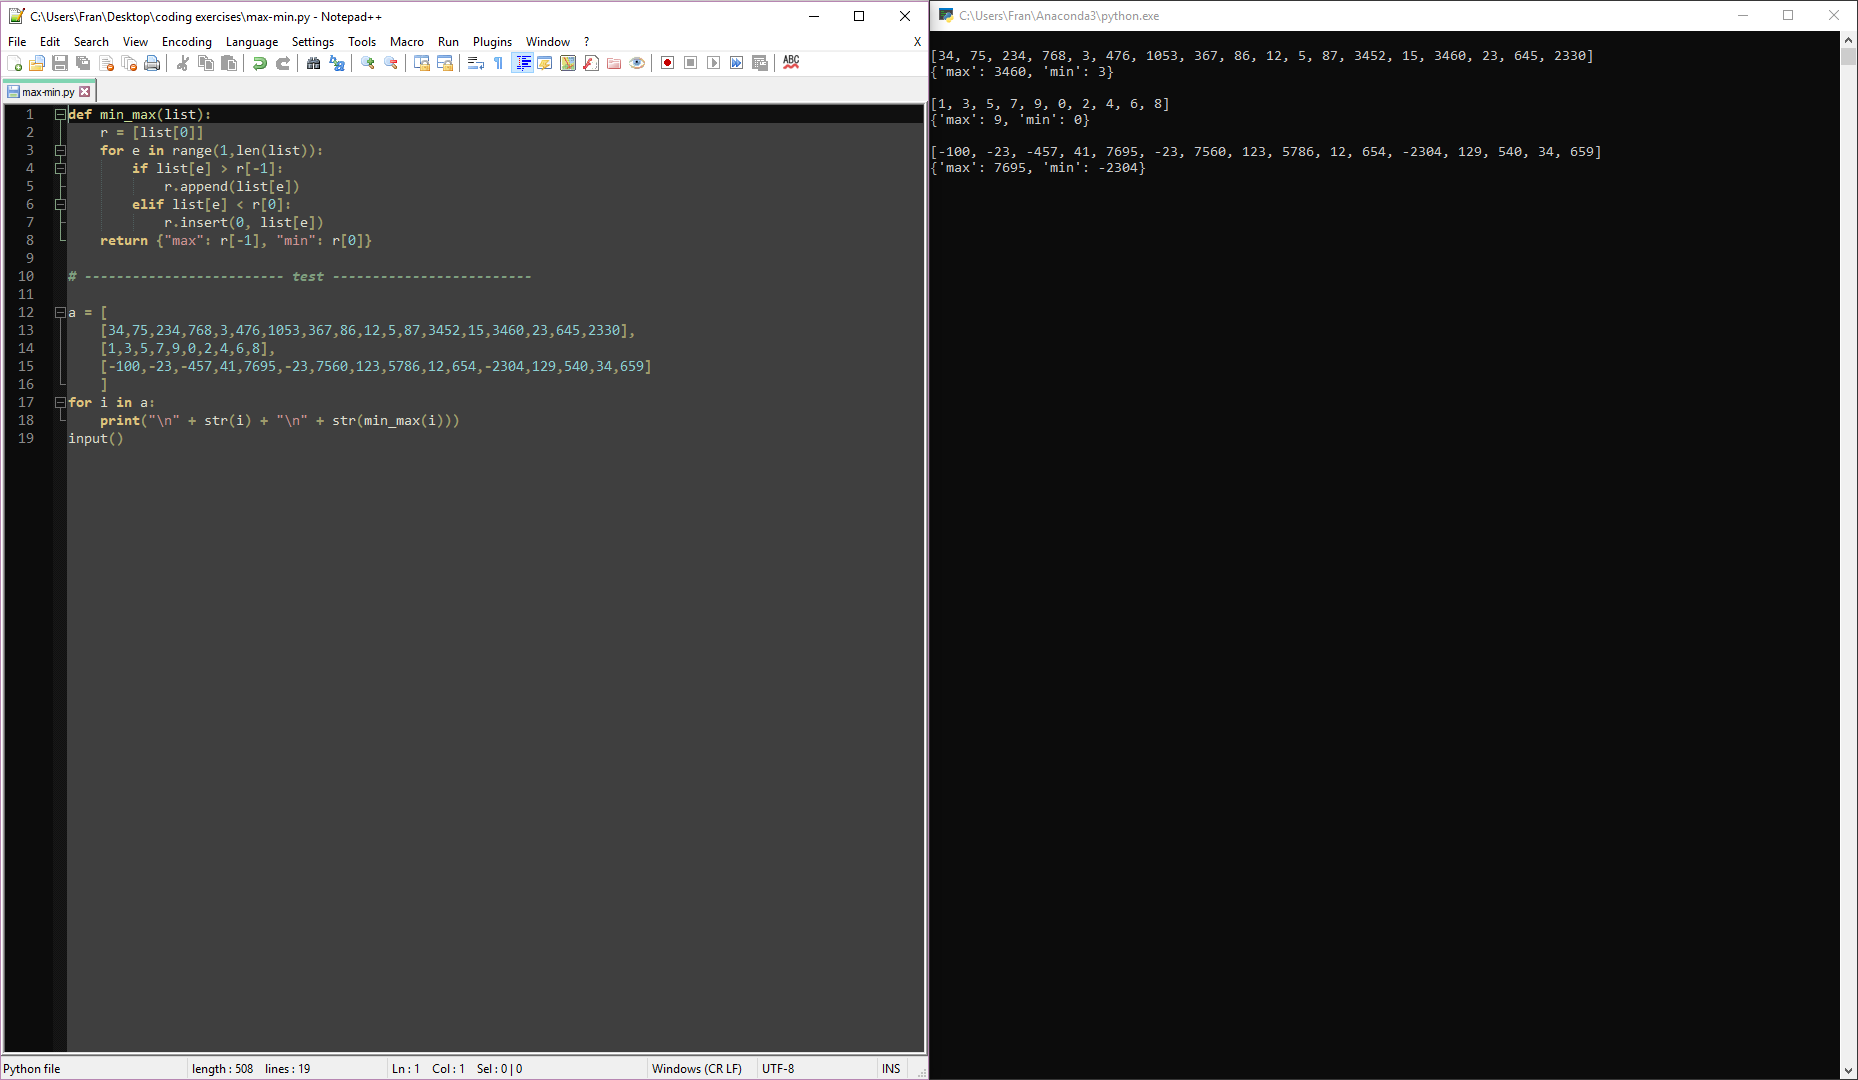 C:\Users\Fran\Desktop\coding exercises\max-min.py - Notepad++
File Edit Search View Encoding Language Settings Tools Macro Run Plugins Window ? X
ABC
max-min.py
1 def min_max(list):
2 r = [list[0]]
3 for e in range(1,len(list)):
4 if list[e] > r[-1]:
5 r.append(list[e])
6 elif list[e] < r[0]:
7 r.insert(0, list[e])
8 return {"max": r[-1], "min": r[0]}
9
10 # ------------------------- test -------------------------
11
12 a = [
13 [34,75,234,768,3,476,1053,367,86,12,5,87,3452,15,3460,23,645,2330],
14 [1,3,5,7,9,0,2,4,6,8],
15 [-100,-23,-457,41,7695,-23,7560,123,5786,12,654,-2304,129,540,34,659]
16 ]
17 for i in a:
18 print("\n" + str(i) + "\n" + str(min_max(i)))
19 input()
Python file length : 508 lines : 19 Ln : 1 Col : 1 Sel : 0 | 0 Windows (CR LF) UTF-8 INS
C:\Users\Fran\Anaconda3\python.exe
[34, 75, 234, 768, 3, 476, 1053, 367, 86, 12, 5, 87, 3452, 15, 3460, 23, 645, 2330]
{'max': 3460, 'min': 3}
[1, 3, 5, 7, 9, 0, 2, 4, 6, 8]
{'max': 9, 'min': 0}
[-100, -23, -457, 41, 7695, -23, 7560, 123, 5786, 12, 654, -2304, 129, 540, 34, 659]
{'max': 7695, 'min': -2304}